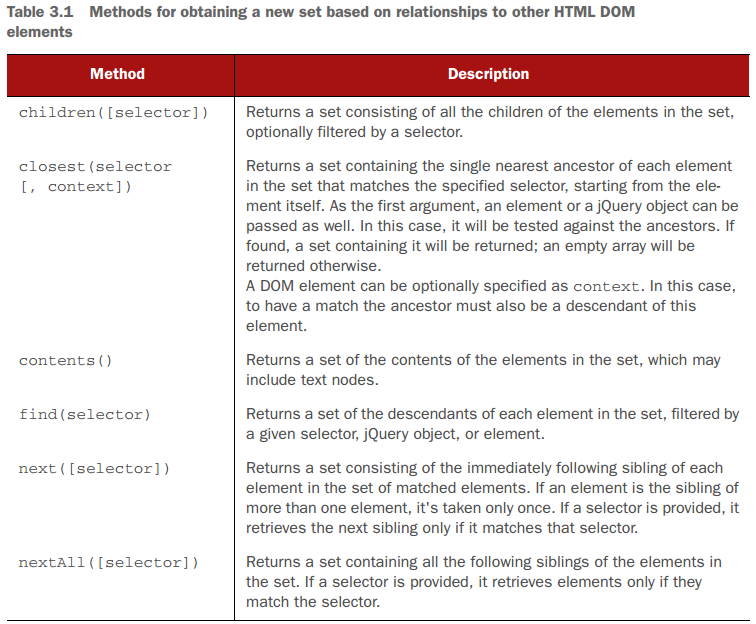 Table 3.1 Methods for obtaining a new set based on relationships to other HTML DOM
elements
Method Description
children([selector]) Returns a set consisting of all the children of the elements in the set,
optionally filtered by a selector.
closest(selector Returns a set containing the single nearest ancestor of each element
[, context]) in the set that matches the specified selector, starting from the ele-
ment itself. As the first argument, an element or a jQuery object can be
passed as well. In this case, it will be tested against the ancestors. If
found, a set containing it will be returned; an empty array will be
returned otherwise.
A DOM element can be optionally specified as context. In this case,
to have a match the ancestor must also be a descendant of this
element.
contents() Returns a set of the contents of the elements in the set, which may
include text nodes.
find(selector) Returns a set of the descendants of each element in the set, filtered by
a given selector, jQuery object, or element.
next([selector]) Returns a set consisting of the immediately following sibling of each
element in the set of matched elements. If an element is the sibling of
more than one element, it's taken only once. If a selector is provided, it
retrieves the next sibling only if it matches that selector.
nextAll([selector]) Returns a set containing all the following siblings of the elements in
the set. If a selector is provided, it retrieves elements only if they
match the selector.